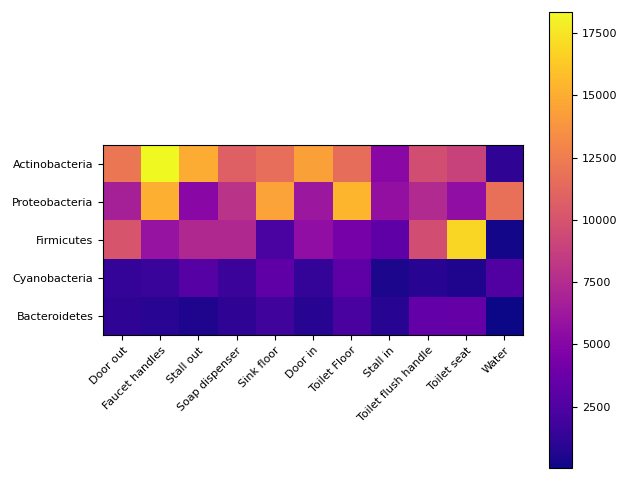 Actinobacteria
Proteobacteria
Firmicutes
Cyanobacteria
Bacteroidetes
Door out
Faucet handles
Stall out
Soap dispenser
Sink floor
Door in
Toilet Floor
Stall in
Toilet flush handle
Toilet seat
Water
17500
15000
12500
10000
7500
5000
2500